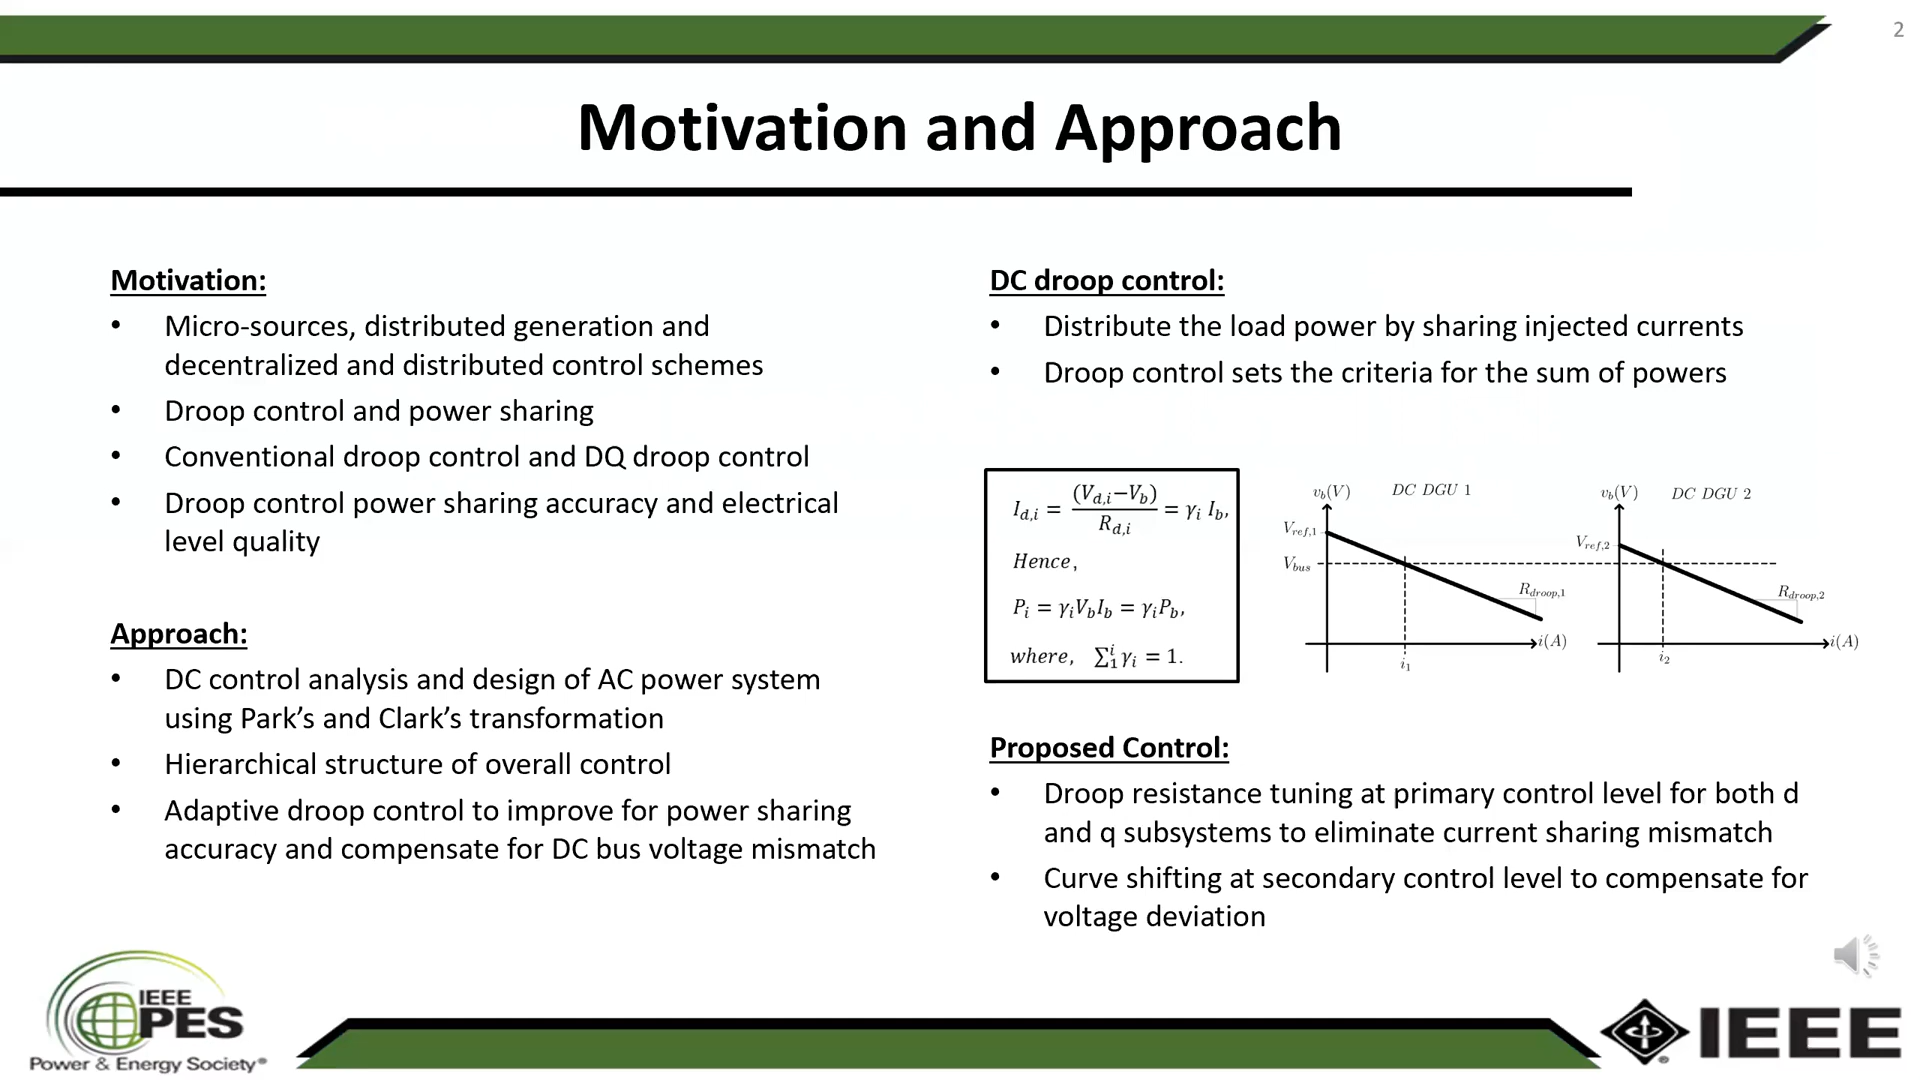 2
Motivation and Approach
Motivation:
• Micro-sources, distributed generation and
decentralized and distributed control schemes
• Droop control and power sharing
• Conventional droop control and DQ droop control
• Droop control power sharing accuracy and electrical
level quality
Approach:
• DC control analysis and design of AC power system
using Park’s and Clark’s transformation
• Hierarchical structure of overall control
• Adaptive droop control to improve for power sharing
accuracy and compensate for DC bus voltage mismatch
DC droop control:
• Distribute the load power by sharing injected currents
• Droop control sets the criteria for the sum of powers
I_{d,i} = (V_{d,i}−V_b) / R_{d,i} = γ_i I_b,
Hence,
P_i = γ_i V_b I_b = γ_i P_b,
where, ∑_1^i γ_i = 1.
v_b(V) DC DGU 1
V_{ref,1}
V_{bus}
R_{droop,1}
i(A)
i_1
v_b(V) DC DGU 2
V_{ref,2}
R_{droop,2}
i(A)
i_2
Proposed Control:
• Droop resistance tuning at primary control level for both d
and q subsystems to eliminate current sharing mismatch
• Curve shifting at secondary control level to compensate for
voltage deviation
IEEE
PES
Power & Energy Society®
IEEE